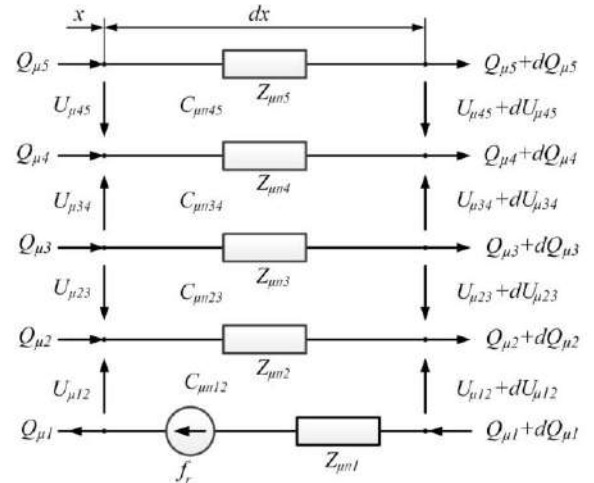 x dx
Qμ5 Zμn5 Qμ5+dQμ5
Uμ45 Cμn45 Uμ45+dUμ45
Qμ4 Zμn4 Qμ4+dQμ4
Uμ34 Cμn34 Uμ34+dUμ34
Qμ3 Zμn3 Qμ3+dQμ3
Uμ23 Cμn23 Uμ23+dUμ23
Qμ2 Zμn2 Qμ2+dQμ2
Uμ12 Cμn12 Uμ12+dUμ12
Qμ1 fr Zμn1 Qμ1+dQμ1